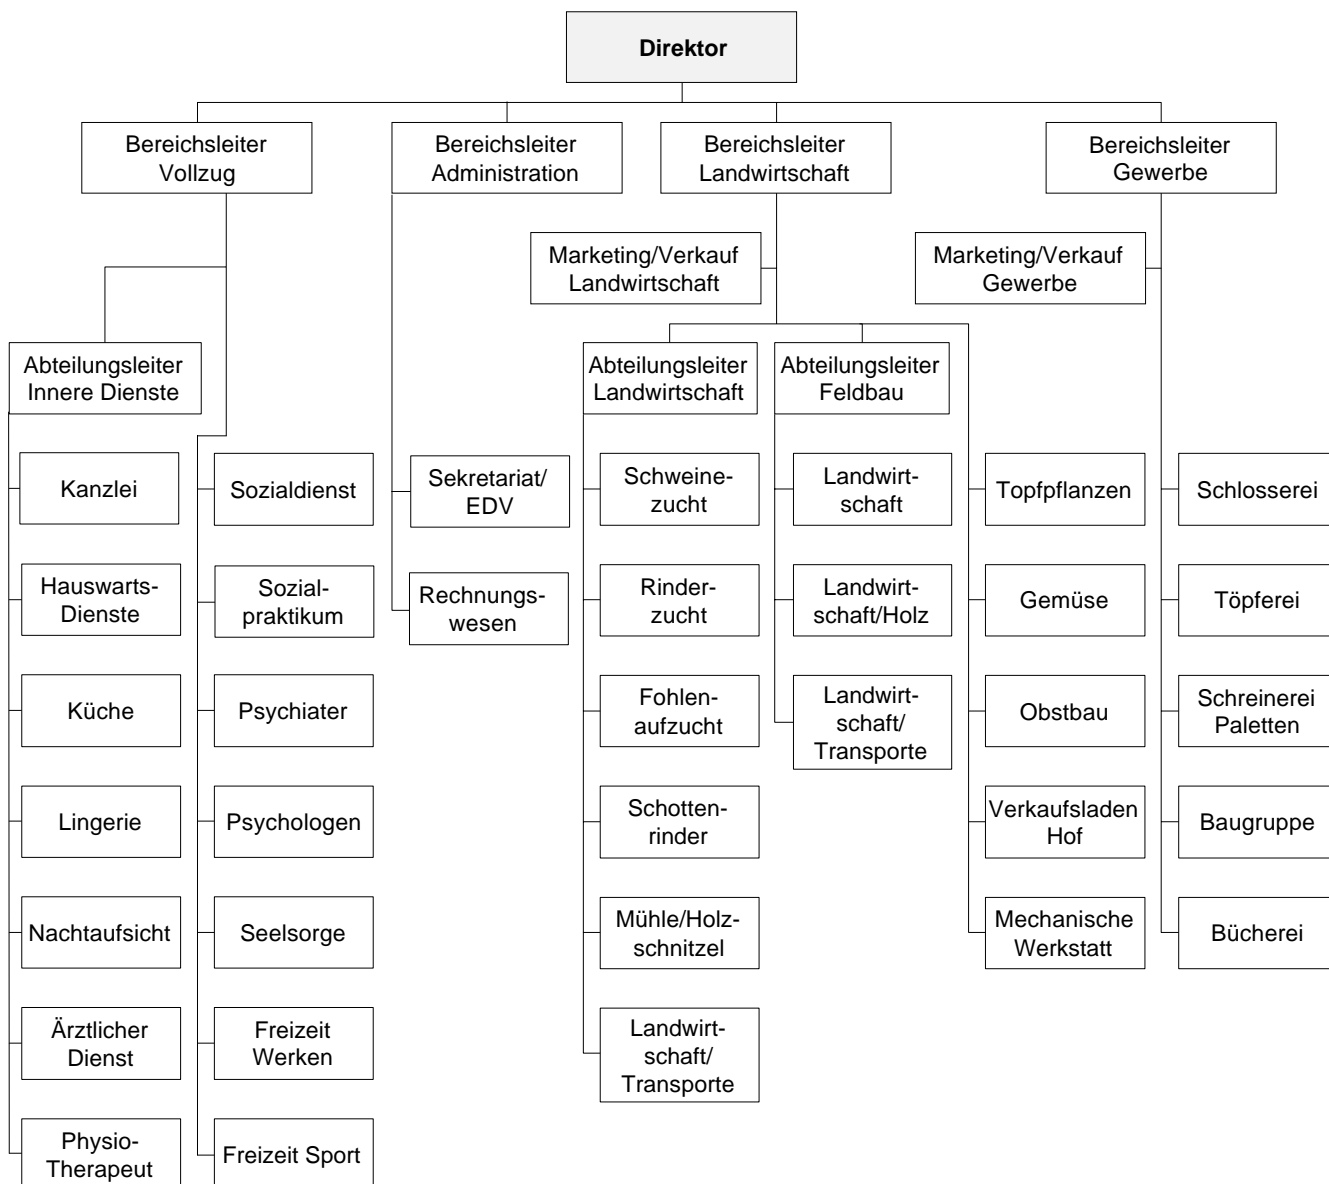 Direktor
Bereichsleiter
Vollzug
Bereichsleiter
Administration
Bereichsleiter
Landwirtschaft
Bereichsleiter
Gewerbe
Marketing/Verkauf
Landwirtschaft
Marketing/Verkauf
Gewerbe
Abteilungsleiter
Innere Dienste
Abteilungsleiter
Landwirtschaft
Abteilungsleiter
Feldbau
Kanzlei
Sozialdienst
Sekretariat/
EDV
Schweine-
zucht
Landwirt-
schaft
Topfpflanzen
Schlosserei
Hauswarts-
Dienste
Sozial-
praktikum
Rechnungs-
wesen
Rinder-
zucht
Landwirt-
schaft/Holz
Gemüse
Töpferei
Küche
Psychiater
Fohlen-
aufzucht
Landwirt-
schaft/
Transporte
Obstbau
Schreinerei
Paletten
Lingerie
Psychologen
Schotten-
rinder
Verkaufsladen
Hof
Baugruppe
Nachtaufsicht
Seelsorge
Mühle/Holz-
schnitzel
Mechanische
Werkstatt
Bücherei
Ärztlicher
Dienst
Freizeit
Werken
Landwirt-
schaft/
Transporte
Physio-
Therapeut
Freizeit Sport